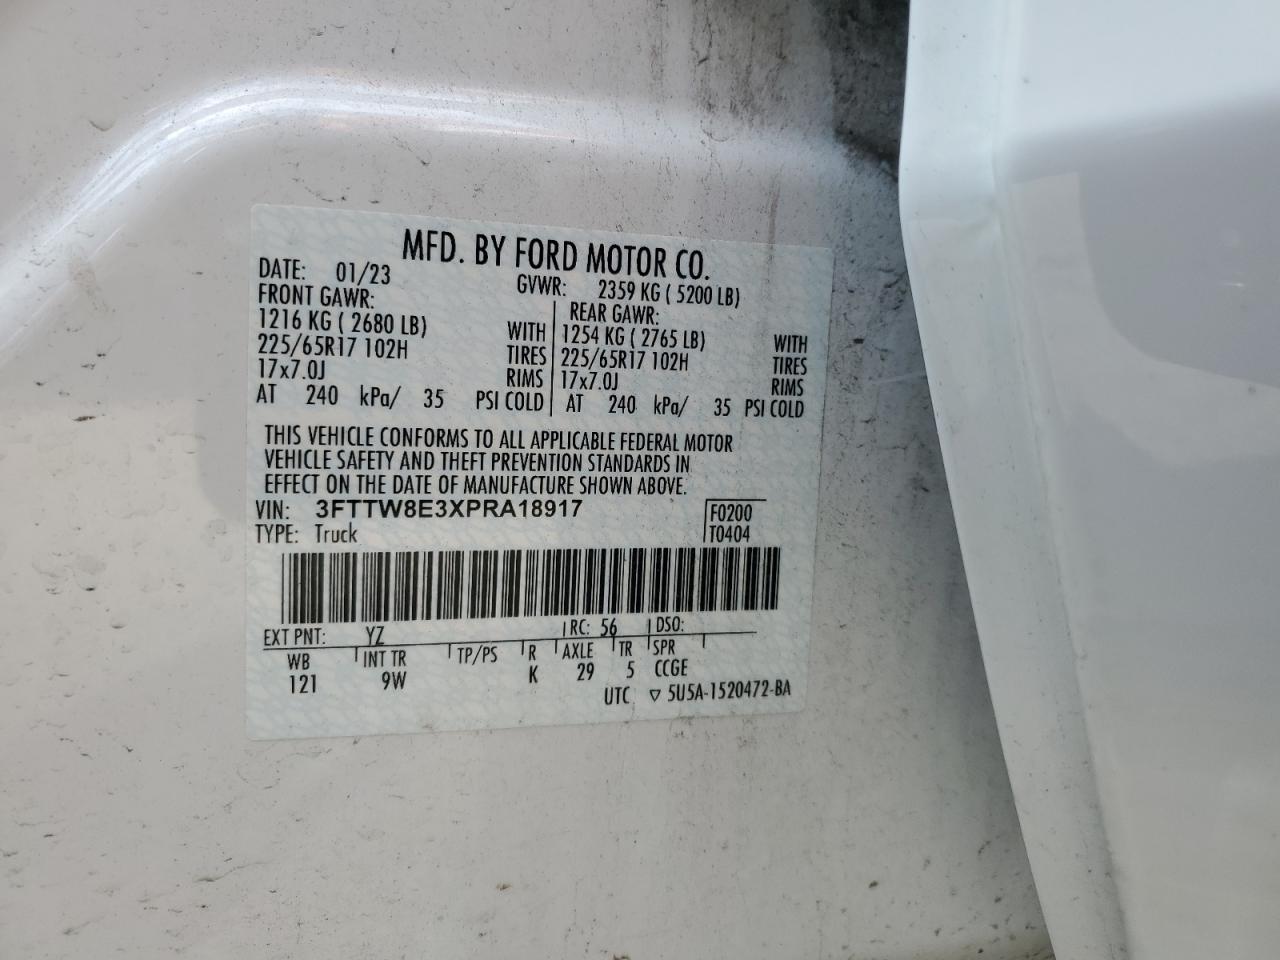 MFD. BY FORD MOTOR CO.
DATE: 01/23 GVWR: 2359 KG ( 5200 LB)
FRONT GAWR: REAR GAWR:
1216 KG ( 2680 LB) WITH 1254 KG ( 2765 LB) WITH
225/65R17 102H TIRES 225/65R17 102H TIRES
17x7.0J RIMS 17x7.0J RIMS
AT 240 kPa/ 35 PSI COLD AT 240 kPa/ 35 PSI COLD
THIS VEHICLE CONFORMS TO ALL APPLICABLE FEDERAL MOTOR
VEHICLE SAFETY AND THEFT PREVENTION STANDARDS IN
EFFECT ON THE DATE OF MANUFACTURE SHOWN ABOVE.
VIN: 3FTTW8E3XPRA18917 F0200
TYPE: Truck T0404
EXT PNT: YZ RC: 56 DSO:
WB INT TR TP/PS R AXLE TR SPR
121 9W K 29 5 CCGE
UTC ▽ 5U5A-1520472-BA